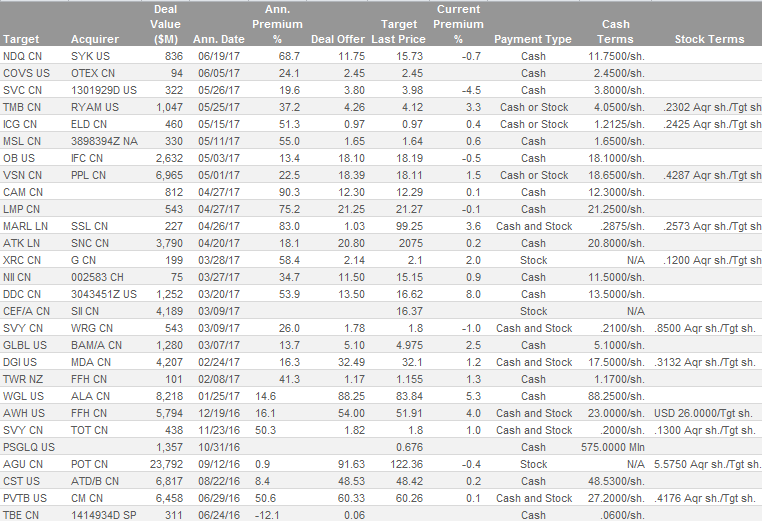 Target Acquirer Deal Value ($M) Ann. Date Ann. Premium % Deal Offer Target Last Price Current Premium % Payment Type Cash Terms Stock Terms
NDQ CN SYK US 836 06/19/17 68.7 11.75 15.73 -0.7 Cash 11.7500/sh.
COVS US OTEX CN 94 06/05/17 24.1 2.45 2.45 Cash 2.4500/sh.
SVC CN 1301929D US 322 05/26/17 19.6 3.80 3.98 -4.5 Cash 3.8000/sh.
TMB CN RYAM US 1,047 05/25/17 37.2 4.26 4.12 3.3 Cash or Stock 4.0500/sh. .2302 Aqr sh./Tgt sh
ICG CN ELD CN 460 05/15/17 51.3 0.97 0.97 0.4 Cash or Stock 1.2125/sh. .2425 Aqr sh./Tgt sh
MSL CN 3898394Z NA 330 05/11/17 55.0 1.65 1.64 0.6 Cash 1.6500/sh.
OB US IFC CN 2,632 05/03/17 13.4 18.10 18.19 -0.5 Cash 18.1000/sh.
VSN CN PPL CN 6,965 05/01/17 22.5 18.39 18.11 1.5 Cash or Stock 18.6500/sh. .4287 Aqr sh./Tgt sh
CAM CN 812 04/27/17 90.3 12.30 12.29 0.1 Cash 12.3000/sh.
LMP CN 543 04/27/17 75.2 21.25 21.27 -0.1 Cash 21.2500/sh.
MARL LN SSL CN 227 04/26/17 83.0 1.03 99.25 3.6 Cash and Stock .2875/sh. .2573 Aqr sh./Tgt sh
ATK LN SNC CN 3,790 04/20/17 18.1 20.80 2075 0.2 Cash 20.8000/sh.
XRC CN G CN 199 03/28/17 58.4 2.14 2.1 2.0 Stock N/A .1200 Aqr sh./Tgt sh
NII CN 002583 CH 75 03/27/17 34.7 11.50 15.15 0.9 Cash 11.5000/sh.
DDC CN 3043451Z US 1,252 03/20/17 53.9 13.50 16.62 8.0 Cash 13.5000/sh.
CEF/A CN SII CN 4,189 03/09/17 16.37 Stock N/A
SVY CN WRG CN 543 03/09/17 26.0 1.78 1.8 -1.0 Cash and Stock .2100/sh. .8500 Aqr sh./Tgt sh.
GLBL US BAM/A CN 1,280 03/07/17 13.7 5.10 4.975 2.5 Cash 5.1000/sh.
DGI US MDA CN 4,207 02/24/17 16.3 32.49 32.1 1.2 Cash and Stock 17.5000/sh. .3132 Aqr sh./Tgt sh.
TWR NZ FFH CN 101 02/08/17 41.3 1.17 1.155 1.3 Cash 1.1700/sh.
WGL US ALA CN 8,218 01/25/17 14.6 88.25 83.84 5.3 Cash 88.2500/sh.
AWH US FFH CN 5,794 12/19/16 16.1 54.00 51.91 4.0 Cash and Stock 23.0000/sh. USD 26.0000/Tgt sh.
SVY CN TOT CN 438 11/23/16 50.3 1.82 1.8 1.0 Cash and Stock .2000/sh. .1300 Aqr sh./Tgt sh.
PSGLQ US 1,357 10/31/16 0.676 Cash 575.0000 Mln
AGU CN POT CN 23,792 09/12/16 0.9 91.63 122.36 -0.4 Stock N/A 5.5750 Aqr sh./Tgt sh.
CST US ATD/B CN 6,817 08/22/16 8.4 48.53 48.42 0.2 Cash 48.5300/sh.
PVTB US CM CN 6,458 06/29/16 50.6 60.33 60.26 0.1 Cash and Stock 27.2000/sh. .4176 Aqr sh./Tgt sh.
TBE CN 1414934D SP 311 06/24/16 -12.1 0.06 Cash .0600/sh.